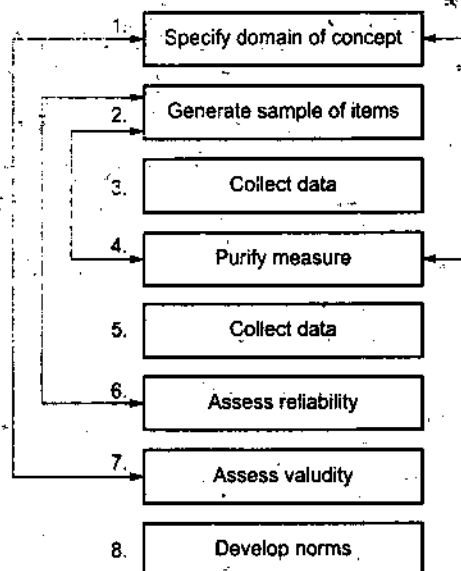 1. Specify domain of concept
2. Generate sample of items
3. Collect data
4. Purify measure
5. Collect data
6. Assess reliability
7. Assess valudity
8. Develop norms